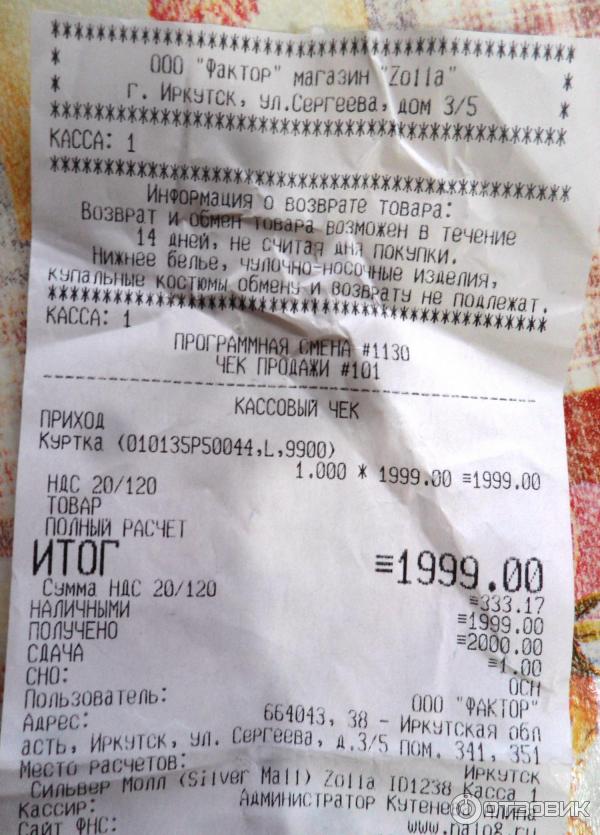 ************************************
* ООО "Фактор" магазин "Zolla" *
* г. Иркутск, ул.Сергеева, дом 3/5 *
************************************
КАССА: 1
************************************
Информация о возврате товара:
Возврат и обмен товара возможен в течение
14 дней, не считая дня покупки.
Нижнее белье, чулочно-носочные изделия,
купальные костюмы обмену и возврату не подлежат.
************************************
КАССА: 1
ПРОГРАММНАЯ СМЕНА #1130
ЧЕК ПРОДАЖИ #101
КАССОВЫЙ ЧЕК
ПРИХОД
Куртка (010135P50044,L,9900)
1.000 * 1999.00 ≡1999.00
НДС 20/120
ТОВАР
ПОЛНЫЙ РАСЧЕТ
ИТОГ ≡1999.00
Сумма НДС 20/120 ≡333.17
НАЛИЧНЫМИ ≡1999.00
ПОЛУЧЕНО ≡2000.00
СДАЧА ≡1.00
СНО: ОСН
Пользователь: ООО "ФАКТОР"
Адрес: 664043, 38 - Иркутская обл
асть, Иркутск, ул. Сергеева, д.3/5 пом. 341, 351
Место расчетов: Иркутск
Сильвер Молл (Silver Mall) Zolla ID1238 Касса 1
Кассир: Администратор Кутенева Алина
Сайт ФНС: www.nalog.ru
ОТЗОВИК